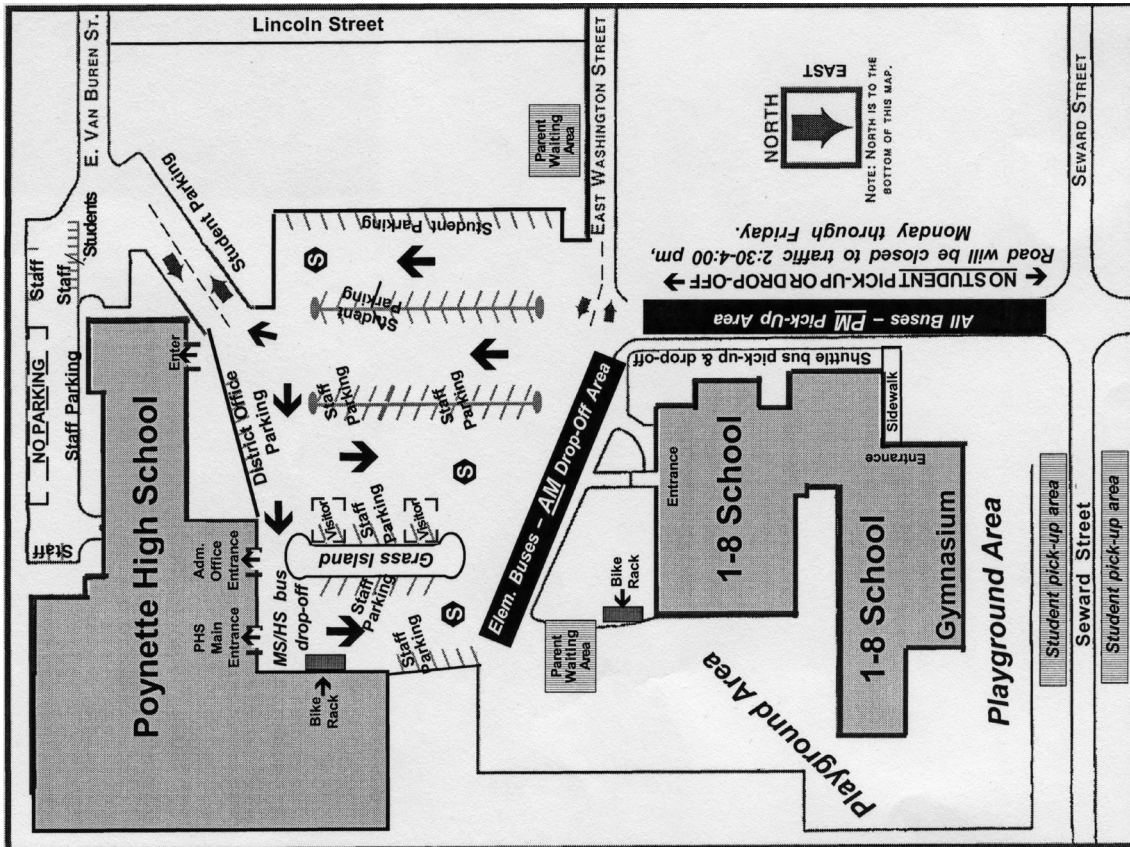 Lincoln Street
E. VAN BUREN ST.
EAST WASHINGTON STREET
SEWARD STREET
EAST
NORTH
NOTE: NORTH IS TO THE
BOTTOM OF THIS MAP.
Parent
Waiting
Area
Student Parking
Student Parking
Student Parking
Students
Staff
Staff
NO PARKING
Staff Parking
Staff
Enter
Poynette High School
District Office
Parking
Adm.
Office
Entrance
PHS
Main
Entrance
MS/HS bus
drop-off
Bike
Rack
S
S
S
Student
Parking
Staff
Parking
Staff
Parking
Visitor
Staff
Parking
Visitor
Grass Island
Staff
Parking
Staff
Parking
Elem. Buses – AM Drop-Off Area
Road will be closed to traffic 2:30-4:00 pm,
Monday through Friday.
NO STUDENT PICK-UP OR DROP-OFF
All Buses – PM Pick-Up Area
Shuttle bus pick-up & drop-off
Sidewalk
Entrance
Entrance
1-8 School
1-8 School
Gymnasium
Bike
Rack
Parent
Waiting
Area
Playground Area
Playground Area
Student pick-up area
Seward Street
Student pick-up area